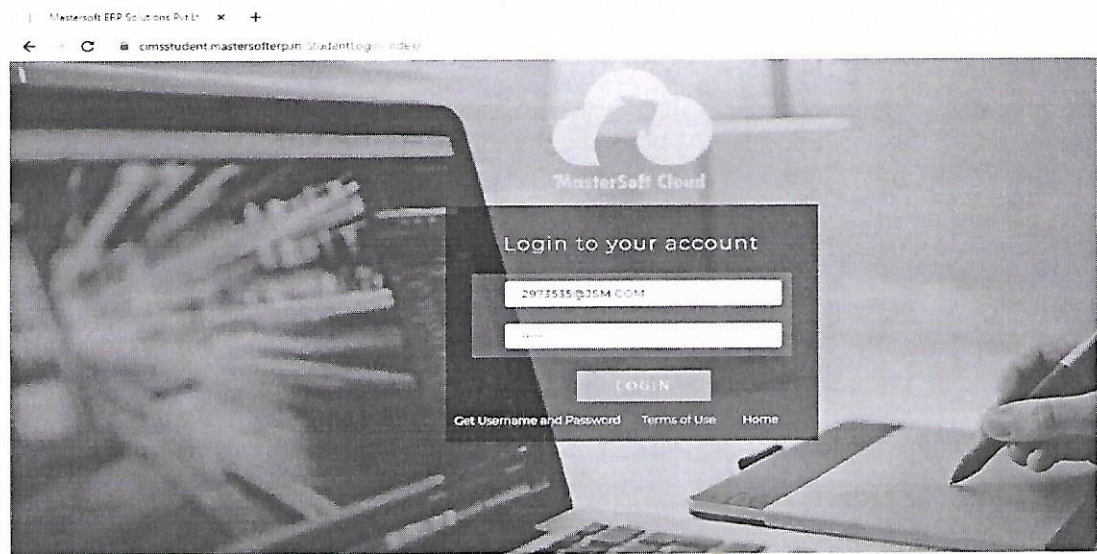 Mastersoft ERP Solutions Pvt Lt × +
cimsstudent.mastersofterp.in
MasterSoft Cloud
Login to your account
2973535@JSM.COM
.....
LOGIN
Get Username and Password Terms of Use Home